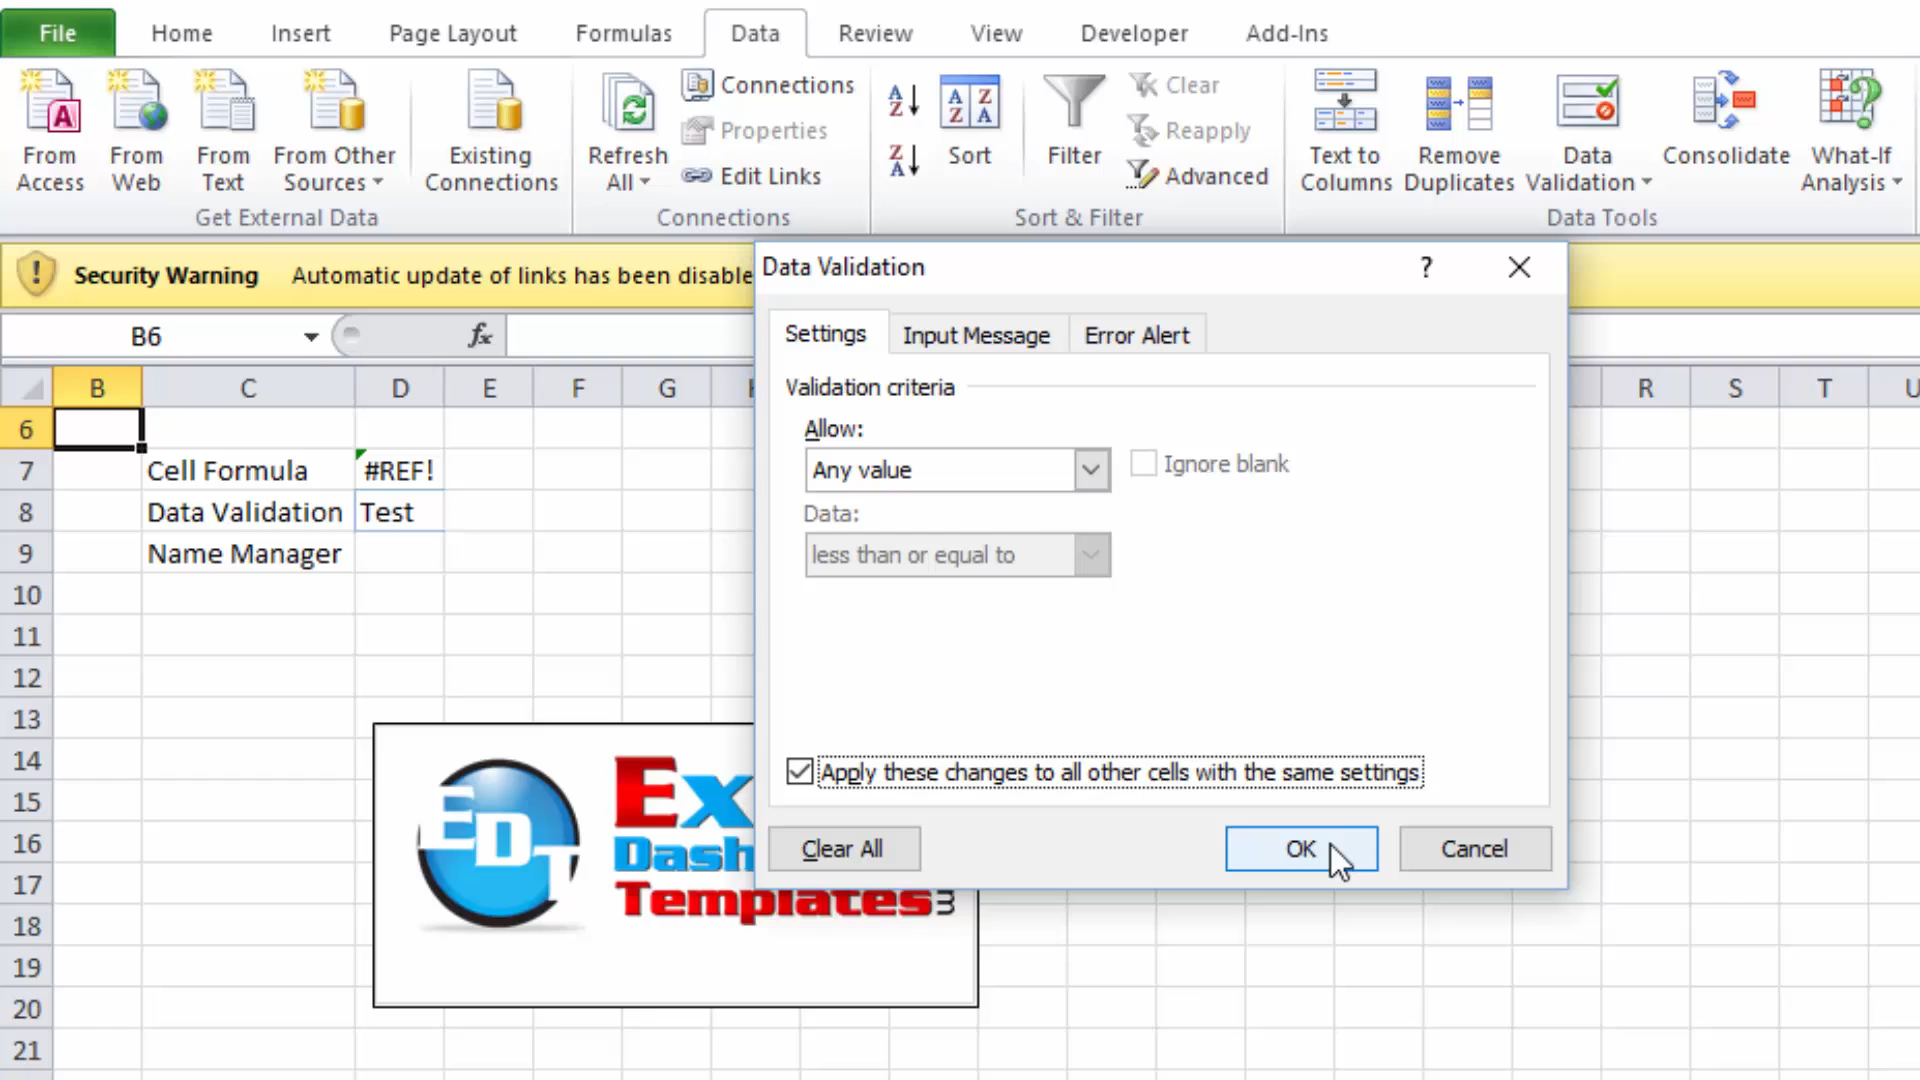 File Home Insert Page Layout Formulas Data Review View Developer Add-Ins
From Access
From Web
From Text
From Other Sources
Existing Connections
Get External Data
Refresh All
Connections
Properties
Edit Links
Connections
A Z
Z A
Sort
Filter
Clear
Reapply
Advanced
Sort & Filter
Text to Columns
Remove Duplicates
Data Validation
Consolidate
What-If Analysis
Data Tools
Security Warning Automatic update of links has been disable
B6
fx
B C D E F G R S T U
6
7 Cell Formula #REF!
8 Data Validation Test
9 Name Manager
10
11
12
13
14
15
16
17
18
19
20
21
EDT
Ex
Dash
Templates
Data Validation ?
Settings Input Message Error Alert
Validation criteria
Allow:
Any value
Ignore blank
Data:
less than or equal to
Apply these changes to all other cells with the same settings
Clear All OK Cancel